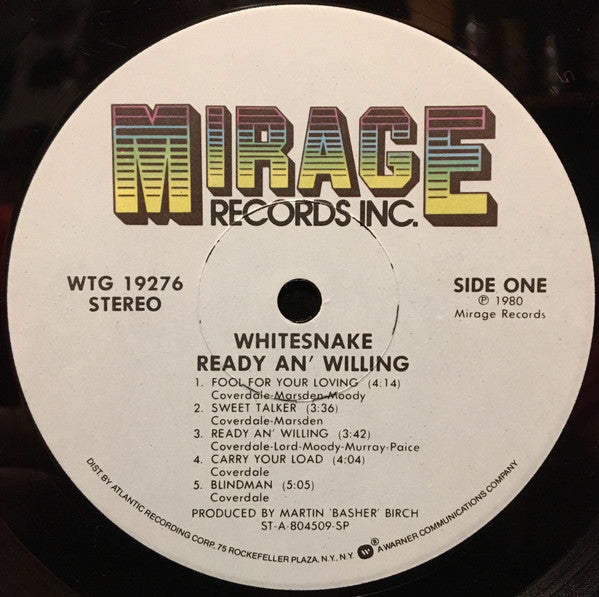 MIRAGE
RECORDS INC.
WTG 19276
STEREO
SIDE ONE
℗ 1980
Mirage Records
WHITESNAKE
READY AN' WILLING
1. FOOL FOR YOUR LOVING (4:14)
Coverdale-Marsden-Moody
2. SWEET TALKER (3:36)
Coverdale-Marsden
3. READY AN' WILLING (3:42)
Coverdale-Lord-Moody-Murray-Paice
4. CARRY YOUR LOAD (4:04)
Coverdale
5. BLINDMAN (5:05)
Coverdale
PRODUCED BY MARTIN 'BASHER' BIRCH
ST-A-804509-SP
DIST. BY ATLANTIC RECORDING CORP. 75 ROCKEFELLER PLAZA, N.Y., N.Y. W ® A WARNER COMMUNICATIONS COMPANY